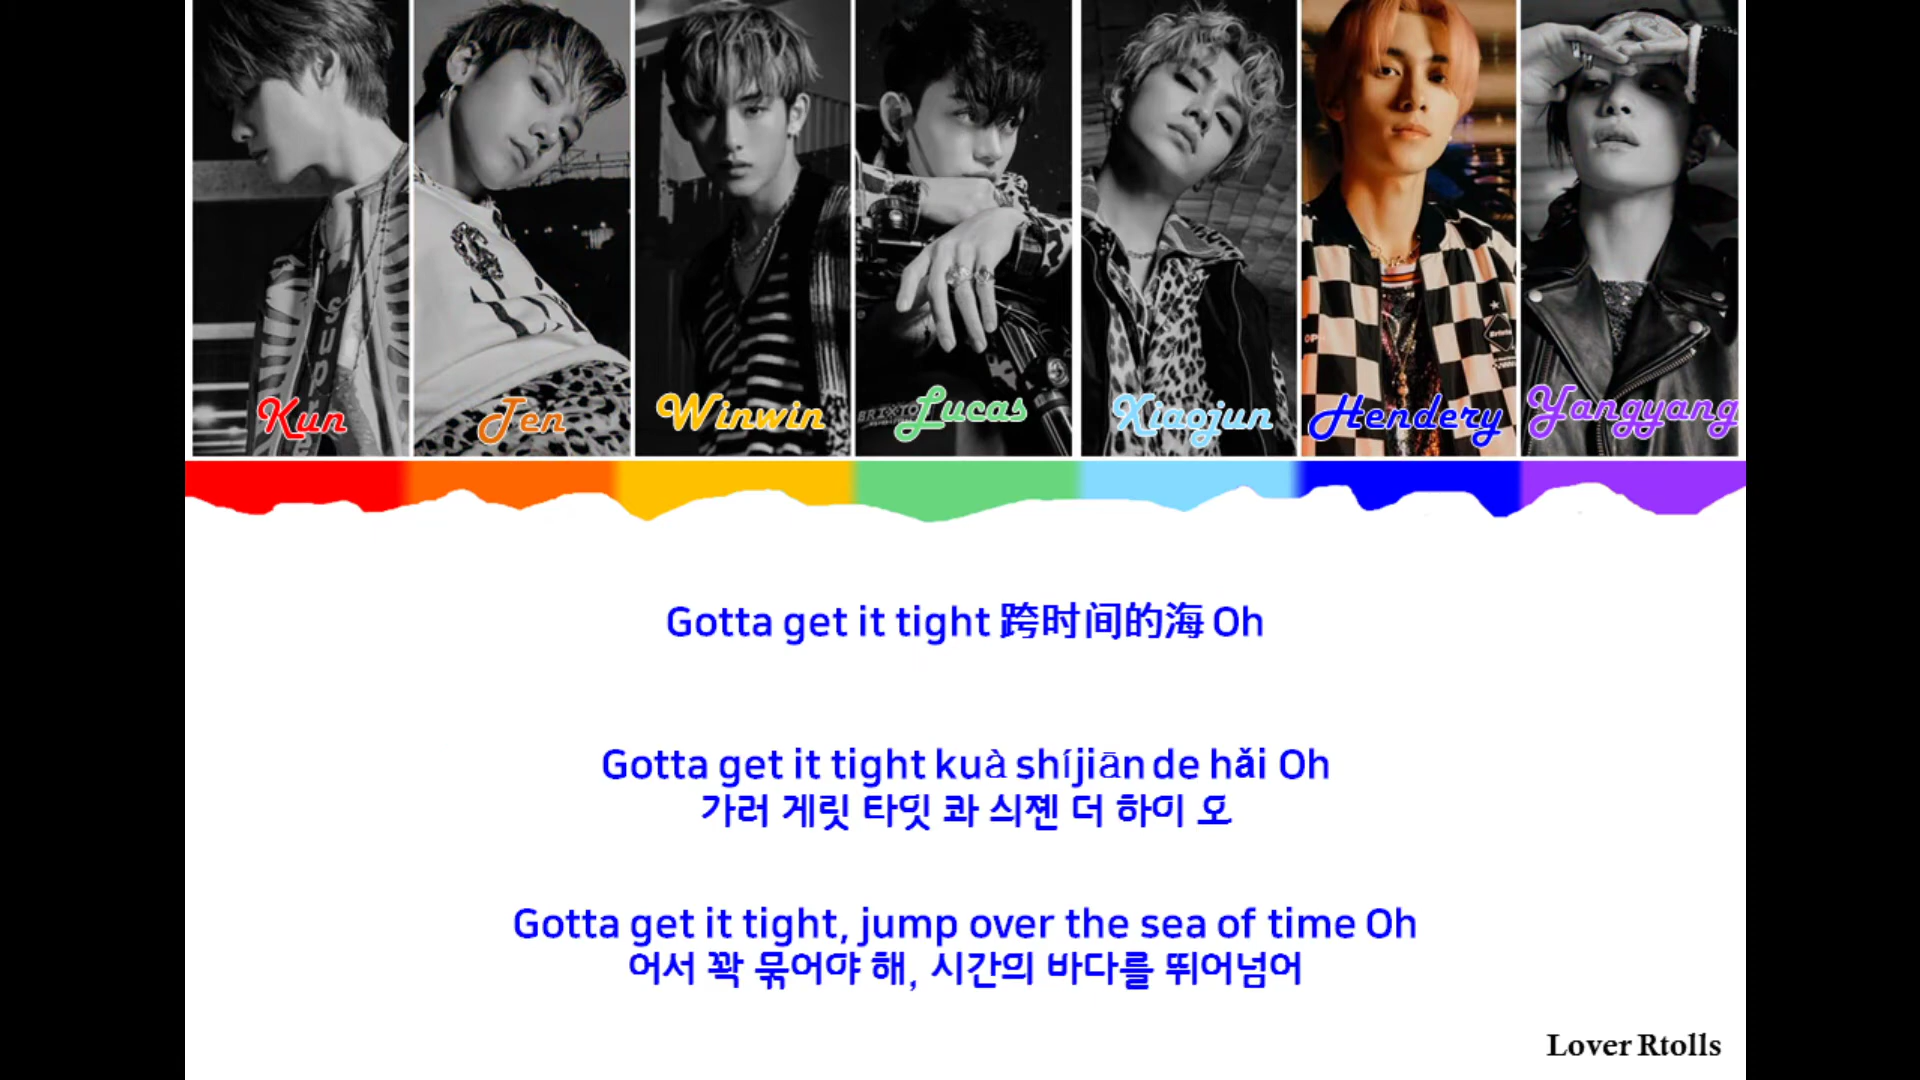 Kun
Ten
Winwin
Lucas
Xiaojun
Hendery
Yangyang
Gotta get it tight 跨时间的海 Oh
Gotta get it tight kuà shíjiān de hǎi Oh
가러 게릿 타잇 콰 싀젠 더 하이 오
Gotta get it tight, jump over the sea of time Oh
어서 꽉 묶어야 해, 시간의 바다를 뛰어넘어
Lover Rtolls